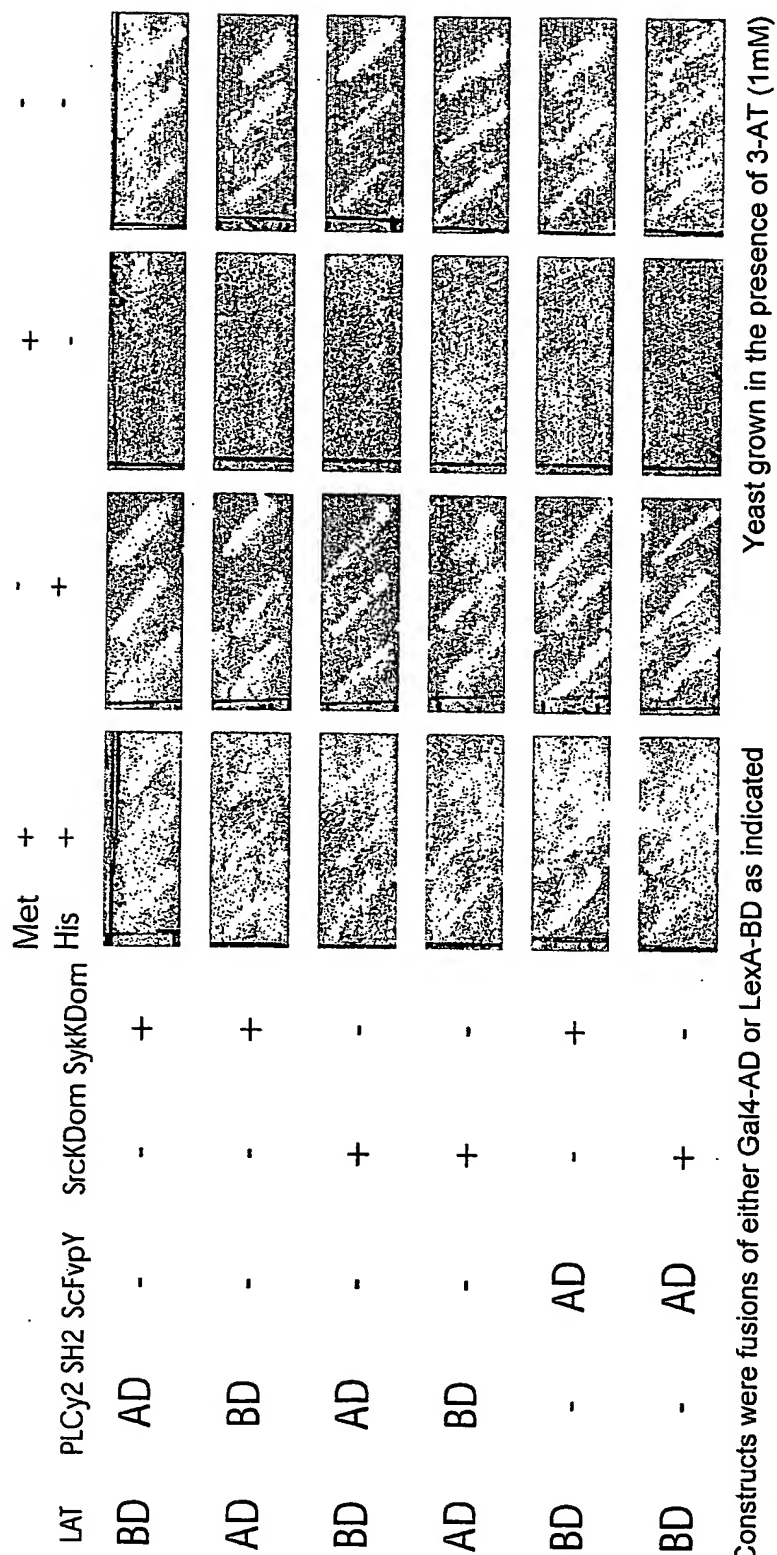 Met + - + -
His + + - -
LAT PLCy2 SH2 ScFvpY SrcKDom SykKDom
BD AD - - +
AD BD - - +
BD AD - + -
AD BD - + -
BD - AD - +
BD - AD + -
Constructs were fusions of either Gal4-AD or LexA-BD as indicated
Yeast grown in the presence of 3-AT (1mM)